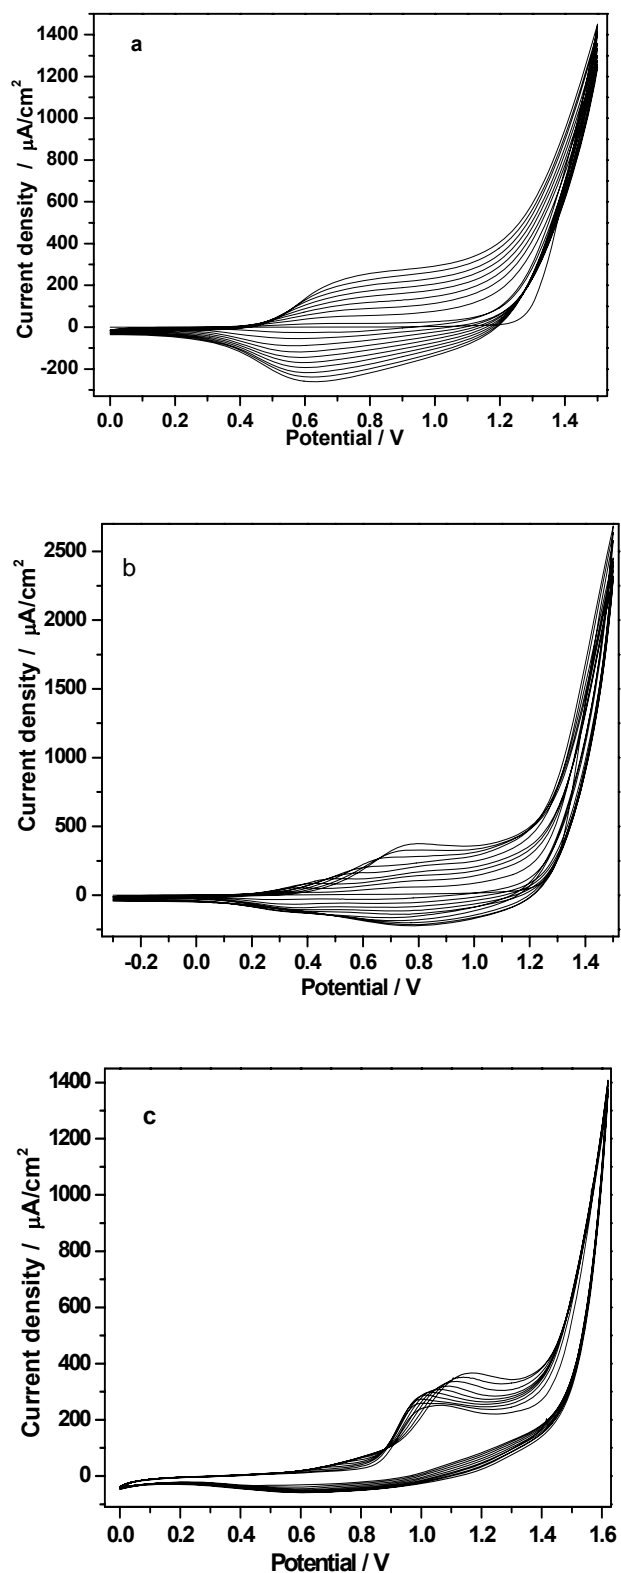 a
Current density / μA/cm²
1400
1200
1000
800
600
400
200
0
-200
0.0 0.2 0.4 0.6 0.8 1.0 1.2 1.4
Potential / V
b
Current density / μA/cm²
2500
2000
1500
1000
500
0
-0.2 0.0 0.2 0.4 0.6 0.8 1.0 1.2 1.4
Potential / V
c
Current density / μA/cm²
1400
1200
1000
800
600
400
200
0
0.0 0.2 0.4 0.6 0.8 1.0 1.2 1.4 1.6
Potential / V